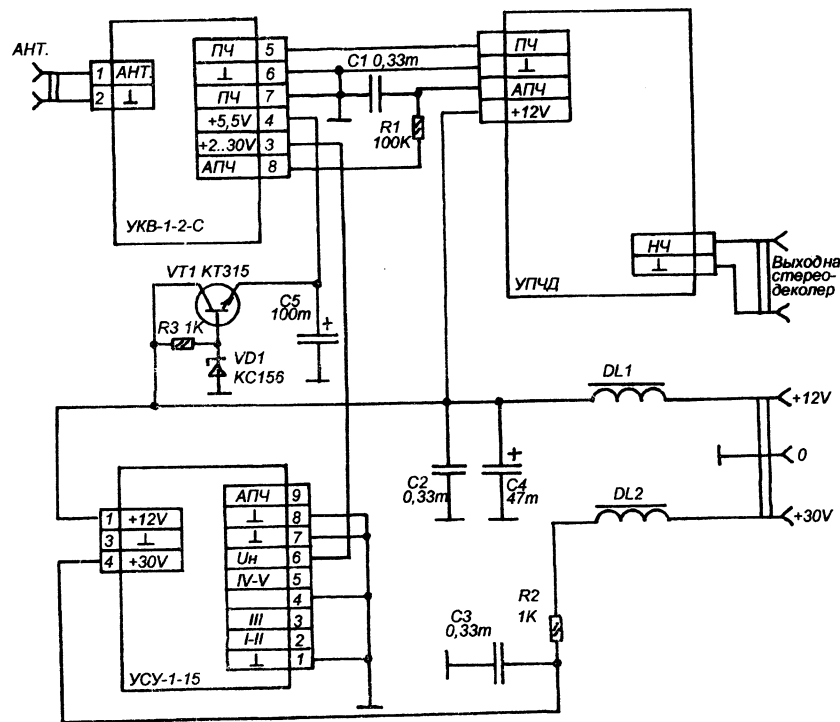 АНТ.
1 АНТ.
2 ⊥
ПЧ 5
⊥ 6
ПЧ 7
+5,5V 4
+2..30V 3
АПЧ 8
УКВ-1-2-С
C1 0,33m
R1
100K
ПЧ
⊥
АПЧ
+12V
НЧ
⊥
УПЧД
Выход на
стерео-
деколер
VT1 КТ315
R3 1K
VD1
КС156
C5
100m
+
DL1
+12V
0
DL2
+30V
C2
0,33m
+
C4
47m
1 +12V
3 ⊥
4 +30V
АПЧ 9
⊥ 8
⊥ 7
Uн 6
IV-V 5
4
III 3
I-II 2
⊥ 1
УСУ-1-15
C3
0,33m
R2
1K